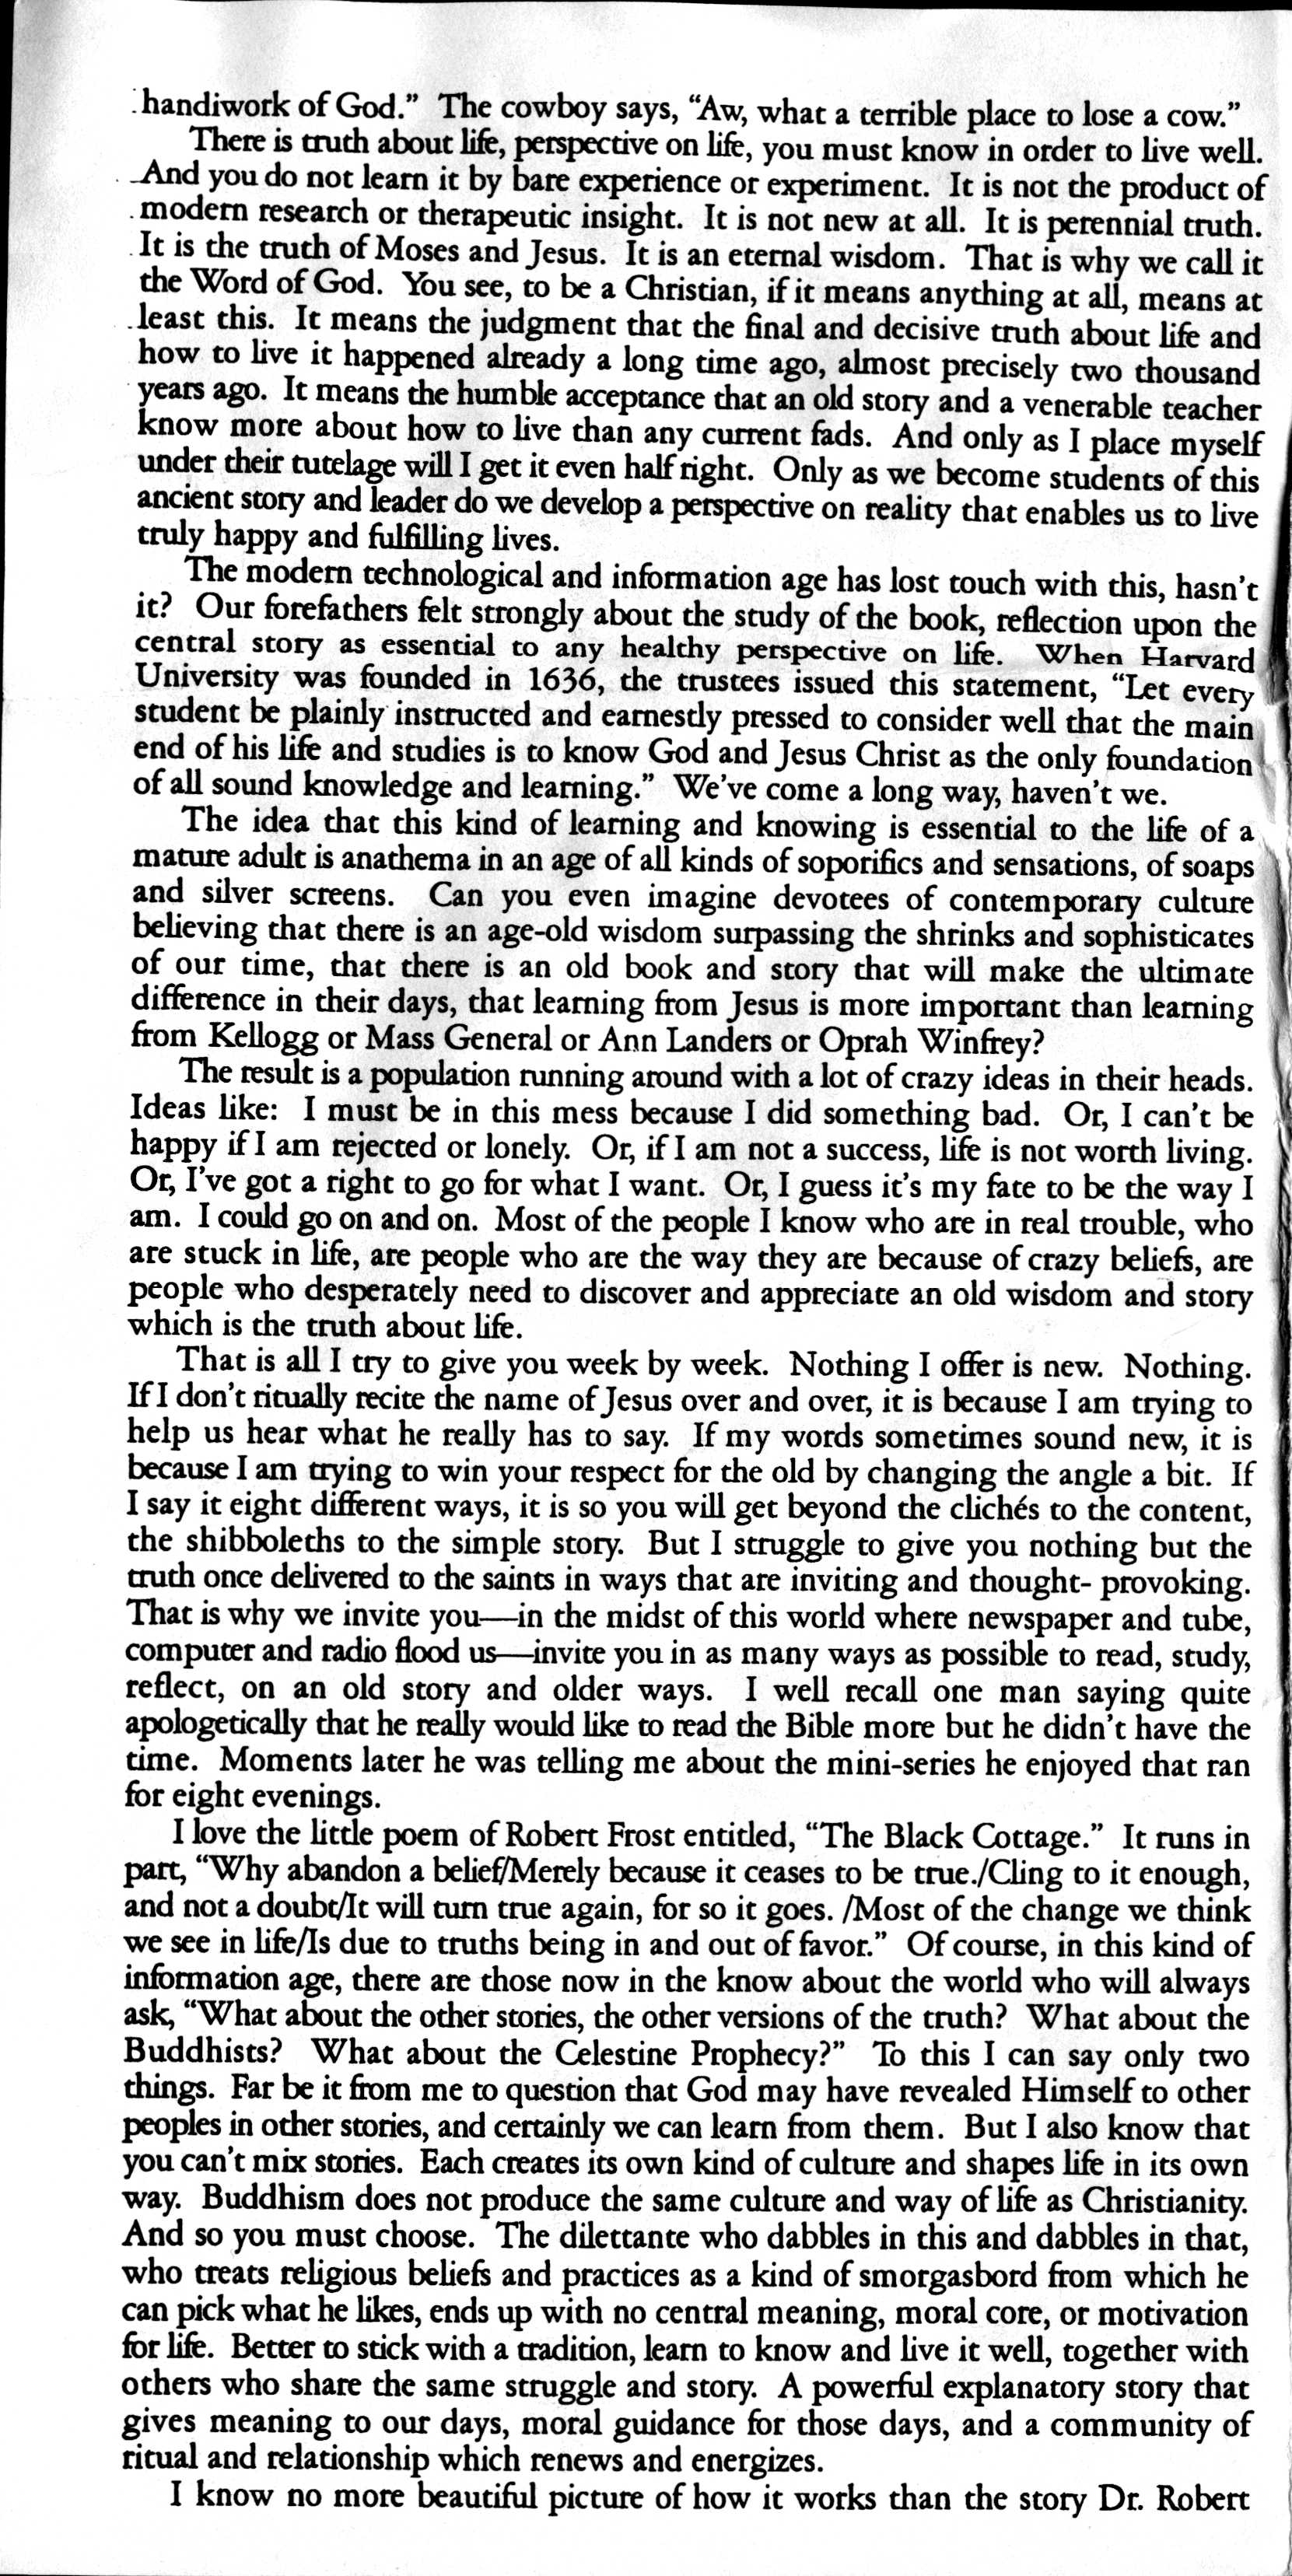 handiwork of God.” The cowboy says, “Aw, what a terrible place to lose a cow.”
There is truth about life, perspective on life, you must know in order to live well.
And you do not learn it by bare experience or experiment. It is not the product of
modern research or therapeutic insight. It is not new at all. It is perennial truth.
It is the truth of Moses and Jesus. It is an eternal wisdom. That is why we call it
the Word of God. You see, to be a Christian, if it means anything at all, means at
least this. It means the judgment that the final and decisive truth about life and
how to live it happened already a long time ago, almost precisely two thousand
years ago. It means the humble acceptance that an old story and a venerable teacher
know more about how to live than any current fads. And only as I place myself
under their tutelage will I get it even half right. Only as we become students of this
ancient story and leader do we develop a perspective on reality that enables us to live
truly happy and fulfilling lives.
The modern technological and information age has lost touch with this, hasn’t
it? Our forefathers felt strongly about the study of the book, reflection upon the
central story as essential to any healthy perspective on life. When Harvard
University was founded in 1636, the trustees issued this statement, “Let every
student be plainly instructed and earnestly pressed to consider well that the main
end of his life and studies is to know God and Jesus Christ as the only foundation
of all sound knowledge and learning.” We’ve come a long way, haven’t we.
The idea that this kind of learning and knowing is essential to the life of a
mature adult is anathema in an age of all kinds of soporifics and sensations, of soaps
and silver screens. Can you even imagine devotees of contemporary culture
believing that there is an age-old wisdom surpassing the shrinks and sophisticates
of our time, that there is an old book and story that will make the ultimate
difference in their days, that learning from Jesus is more important than learning
from Kellogg or Mass General or Ann Landers or Oprah Winfrey?
The result is a population running around with a lot of crazy ideas in their heads.
Ideas like: I must be in this mess because I did something bad. Or, I can’t be
happy if I am rejected or lonely. Or, if I am not a success, life is not worth living.
Or, I’ve got a right to go for what I want. Or, I guess it’s my fate to be the way I
am. I could go on and on. Most of the people I know who are in real trouble, who
are stuck in life, are people who are the way they are because of crazy beliefs, are
people who desperately need to discover and appreciate an old wisdom and story
which is the truth about life.
That is all I try to give you week by week. Nothing I offer is new. Nothing.
If I don’t ritually recite the name of Jesus over and over, it is because I am trying to
help us hear what he really has to say. If my words sometimes sound new, it is
because I am trying to win your respect for the old by changing the angle a bit. If
I say it eight different ways, it is so you will get beyond the clichés to the content,
the shibboleths to the simple story. But I struggle to give you nothing but the
truth once delivered to the saints in ways that are inviting and thought- provoking.
That is why we invite you—in the midst of this world where newspaper and tube,
computer and radio flood us—invite you in as many ways as possible to read, study,
reflect, on an old story and older ways. I well recall one man saying quite
apologetically that he really would like to read the Bible more but he didn’t have the
time. Moments later he was telling me about the mini-series he enjoyed that ran
for eight evenings.
I love the little poem of Robert Frost entitled, “The Black Cottage.” It runs in
part, “Why abandon a belief/Merely because it ceases to be true./Cling to it enough,
and not a doubt/It will turn true again, for so it goes. /Most of the change we think
we see in life/Is due to truths being in and out of favor.” Of course, in this kind of
information age, there are those now in the know about the world who will always
ask, “What about the other stories, the other versions of the truth? What about the
Buddhists? What about the Celestine Prophecy?” To this I can say only two
things. Far be it from me to question that God may have revealed Himself to other
peoples in other stories, and certainly we can learn from them. But I also know that
you can’t mix stories. Each creates its own kind of culture and shapes life in its own
way. Buddhism does not produce the same culture and way of life as Christianity.
And so you must choose. The dilettante who dabbles in this and dabbles in that,
who treats religious beliefs and practices as a kind of smorgasbord from which he
can pick what he likes, ends up with no central meaning, moral core, or motivation
for life. Better to stick with a tradition, learn to know and live it well, together with
others who share the same struggle and story. A powerful explanatory story that
gives meaning to our days, moral guidance for those days, and a community of
ritual and relationship which renews and energizes.
I know no more beautiful picture of how it works than the story Dr. Robert